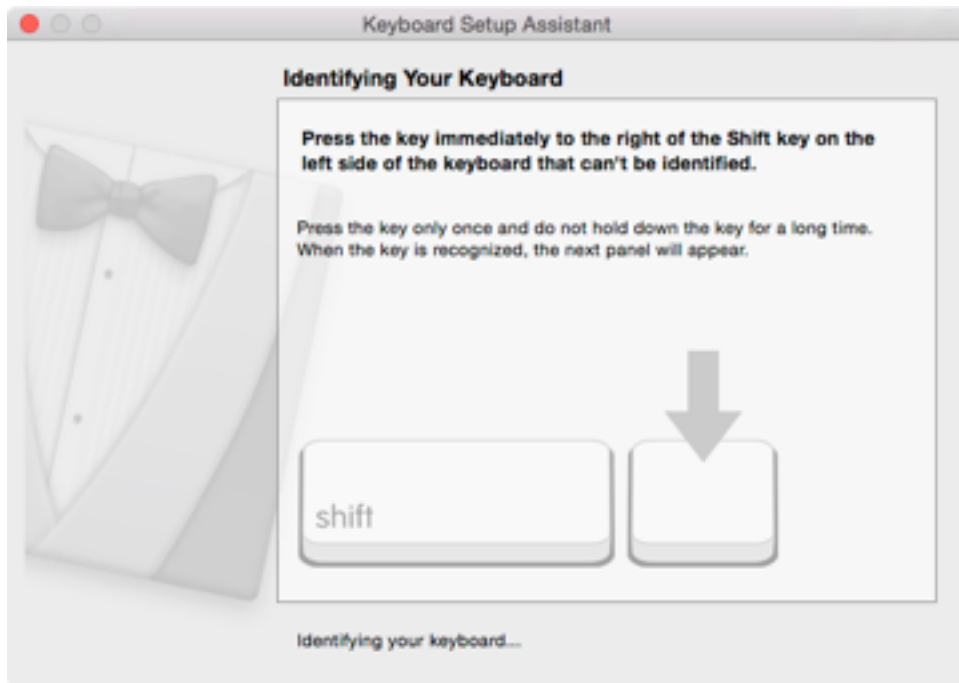 Keyboard Setup Assistant
Identifying Your Keyboard
Press the key immediately to the right of the Shift key on the
left side of the keyboard that can't be identified.
Press the key only once and do not hold down the key for a long time.
When the key is recognized, the next panel will appear.
shift
Identifying your keyboard...